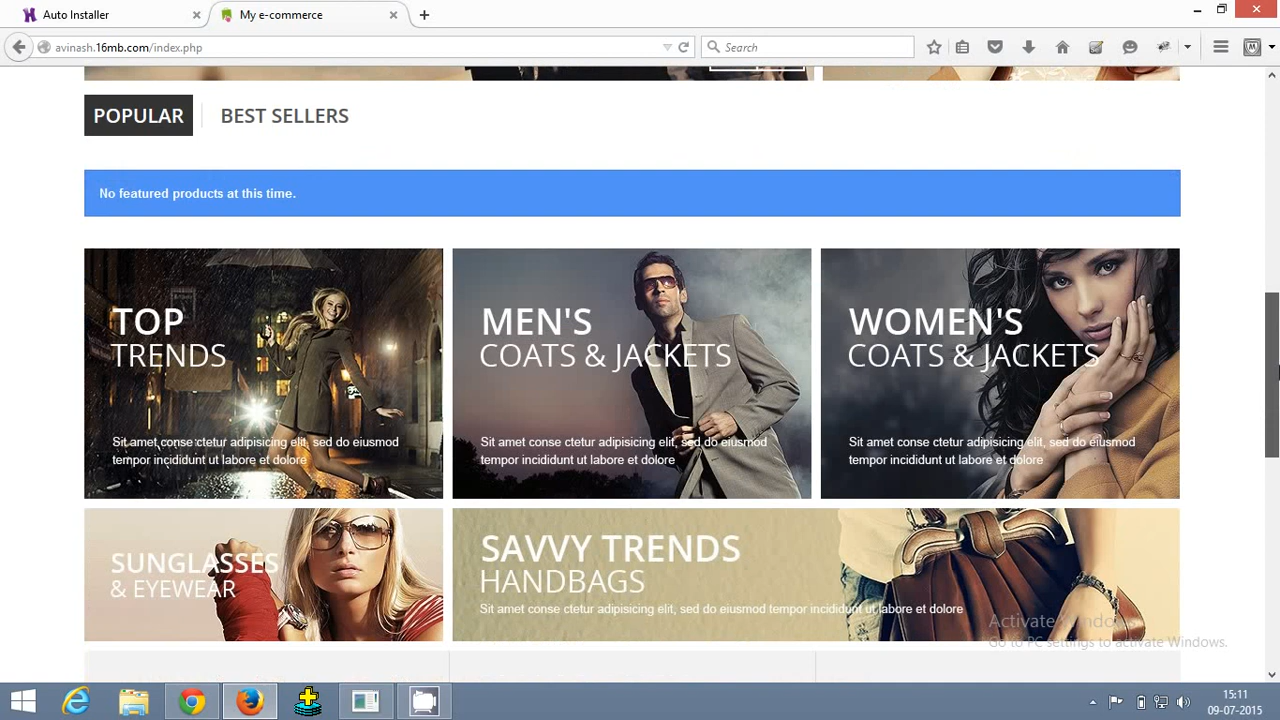 Auto Installer
My e-commerce
avinash.16mb.com/index.php
Search
POPULAR
BEST SELLERS
No featured products at this time.
TOP
TRENDS
Sit amet conse ctetur adipisicing elit, sed do eiusmod
tempor incididunt ut labore et dolore
MEN'S
COATS & JACKETS
Sit amet conse ctetur adipisicing elit, sed do eiusmod
tempor incididunt ut labore et dolore
WOMEN'S
COATS & JACKETS
Sit amet conse ctetur adipisicing elit, sed do eiusmod
tempor incididunt ut labore et dolore
SUNGLASSES
& EYEWEAR
SAVVY TRENDS
HANDBAGS
Sit amet conse ctetur adipisicing elit, sed do eiusmod tempor incididunt ut labore et dolore
Activate Windows
Go to PC settings to activate Windows.
15:11
09-07-2015